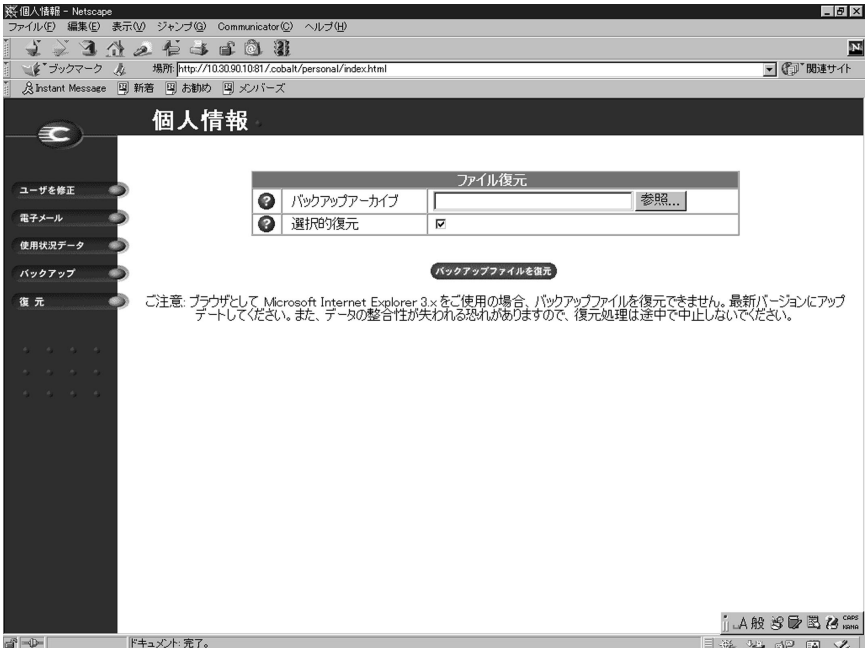 個人情報 - Netscape
ファイル(F) 編集(E) 表示(V) ジャンプ(G) Communicator(C) ヘルプ(H)
ブックマーク 場所: http://10.30.90.10:81/.cobalt/personal/index.html 関連サイト
Instant Message 新着 お勧め メンバーズ
個人情報
ユーザを修正
電子メール
使用状況データ
バックアップ
復元
ファイル復元
バックアップアーカイブ 参照...
選択的復元
バックアップファイルを復元
ご注意: ブラウザとして Microsoft Internet Explorer 3.x をご使用の場合、バックアップファイルを復元できません。最新バージョンにアップ
デートしてください。また、データの整合性が失われる恐れがありますので、復元処理は途中で中止しないでください。
A 般 CAPS
KANA
ドキュメント: 完了。